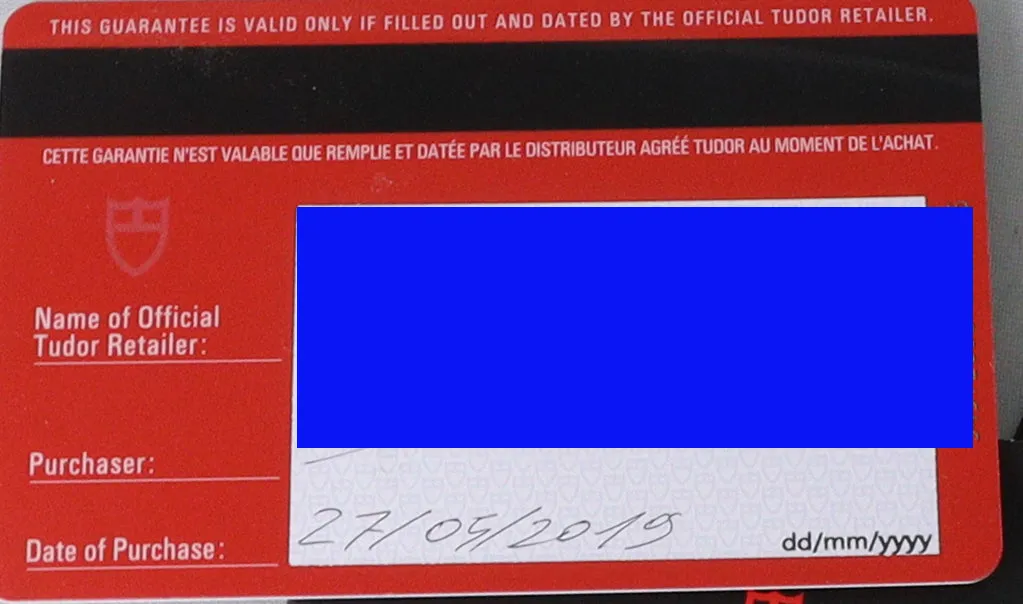 THIS GUARANTEE IS VALID ONLY IF FILLED OUT AND DATED BY THE OFFICIAL TUDOR RETAILER.
CETTE GARANTIE N'EST VALABLE QUE REMPLIE ET DATÉE PAR LE DISTRIBUTEUR AGRÉÉ TUDOR AU MOMENT DE L'ACHAT.
Name of Official
Tudor Retailer:
Purchaser:
Date of Purchase: 27/05/2019 dd/mm/yyyy